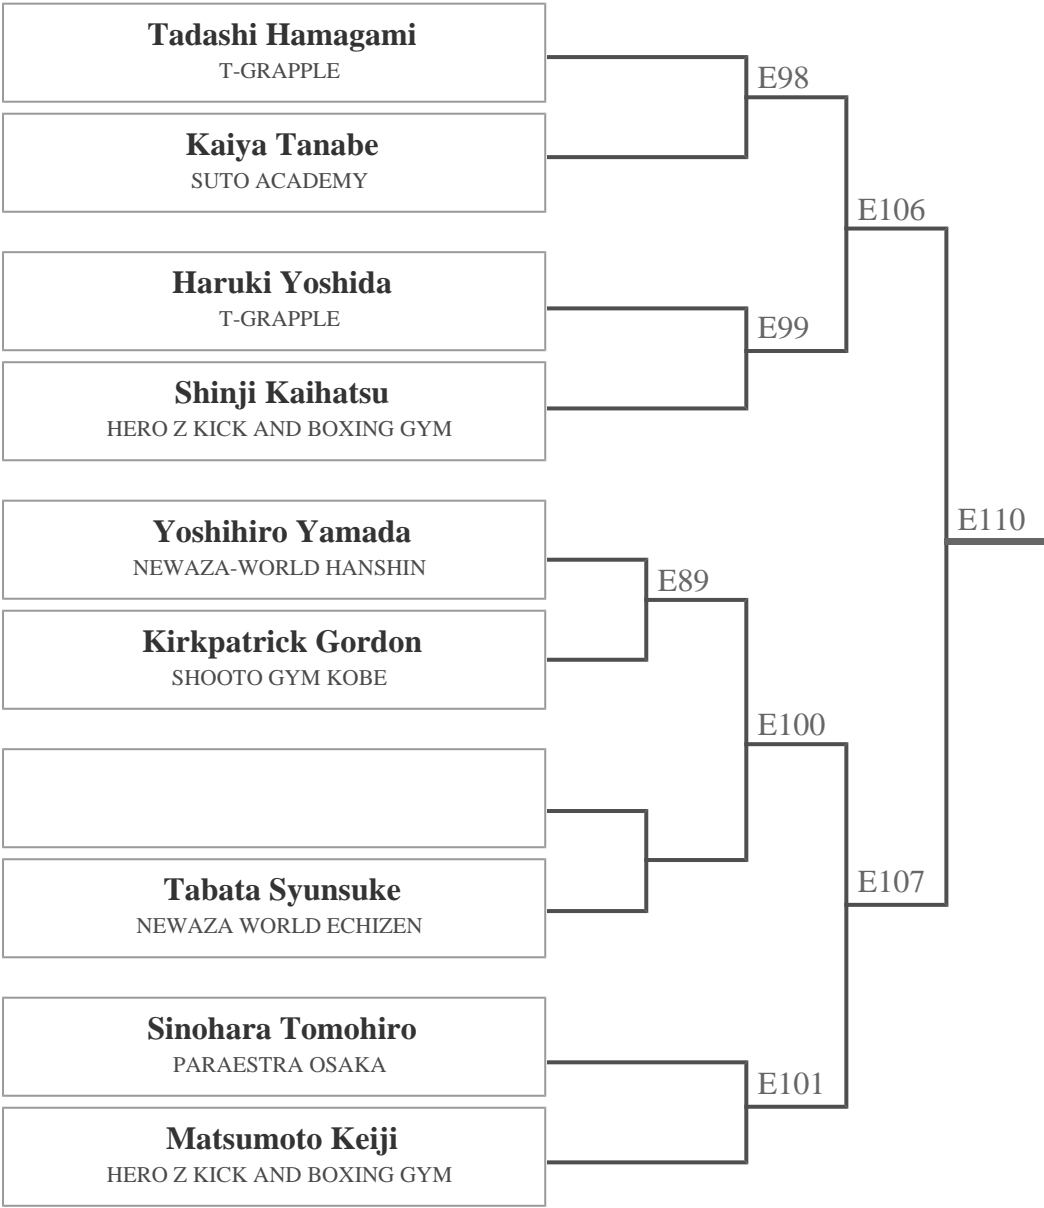 Tadashi Hamagami
T-GRAPPLE
E98
Kaiya Tanabe
SUTO ACADEMY
E106
Haruki Yoshida
T-GRAPPLE
E99
Shinji Kaihatsu
HERO Z KICK AND BOXING GYM
E110
Yoshihiro Yamada
NEWAZA-WORLD HANSHIN
E89
Kirkpatrick Gordon
SHOOTO GYM KOBE
E100
Tabata Syunsuke
NEWAZA WORLD ECHIZEN
E107
Sinohara Tomohiro
PARAESTRA OSAKA
E101
Matsumoto Keiji
HERO Z KICK AND BOXING GYM